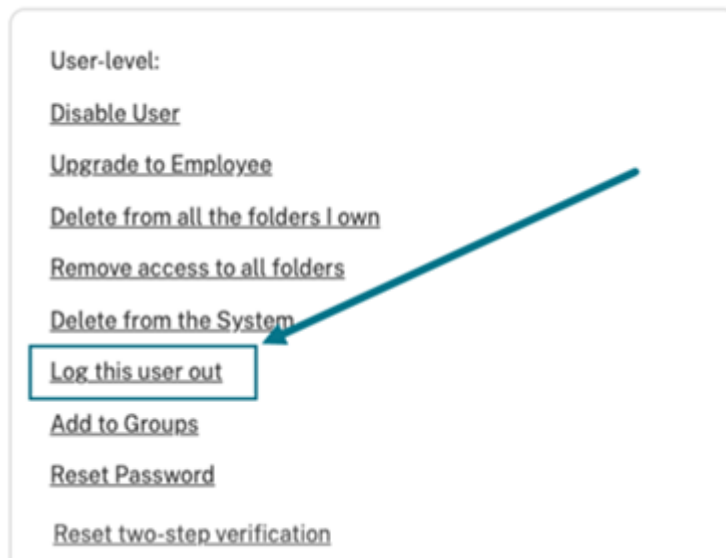 User-level:
Disable User
Upgrade to Employee
Delete from all the folders I own
Remove access to all folders
Delete from the System
Log this user out
Add to Groups
Reset Password
Reset two-step verification